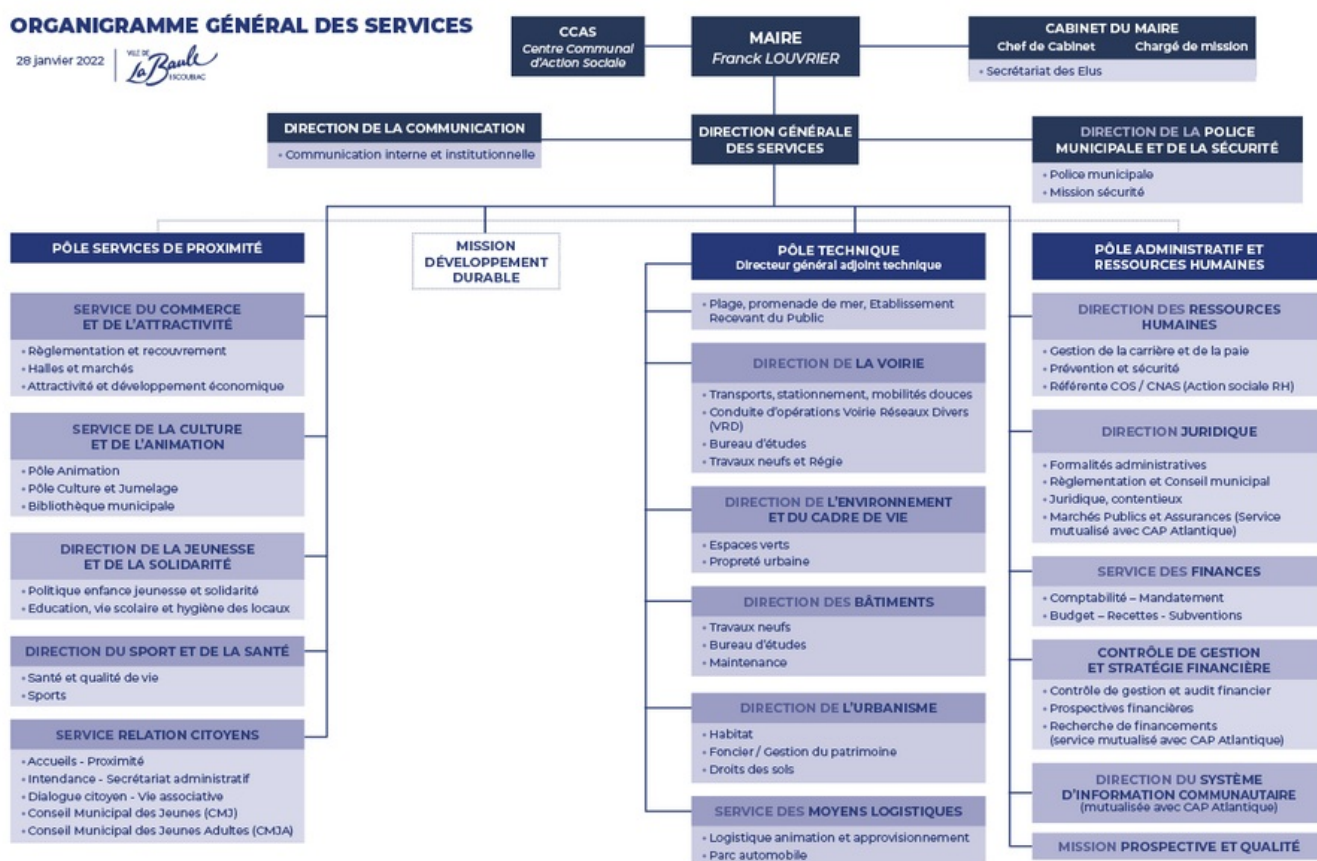 ORGANIGRAMME GÉNÉRAL DES SERVICES
28 janvier 2022
VILLE DE
La Baule
ESCOUBLAC
CCAS
Centre Communal
d'Action Sociale
MAIRE
Franck LOUVRIER
CABINET DU MAIRE
Chef de Cabinet Chargé de mission
• Secrétariat des Elus
DIRECTION DE LA COMMUNICATION
• Communication interne et institutionnelle
DIRECTION GÉNÉRALE
DES SERVICES
DIRECTION DE LA POLICE
MUNICIPALE ET DE LA SÉCURITÉ
• Police municipale
• Mission sécurité
PÔLE SERVICES DE PROXIMITÉ
SERVICE DU COMMERCE
ET DE L'ATTRACTIVITÉ
• Règlementation et recouvrement
• Halles et marchés
• Attractivité et développement économique
SERVICE DE LA CULTURE
ET DE L'ANIMATION
• Pôle Animation
• Pôle Culture et Jumelage
• Bibliothèque municipale
DIRECTION DE LA JEUNESSE
ET DE LA SOLIDARITÉ
• Politique enfance jeunesse et solidarité
• Education, vie scolaire et hygiène des locaux
DIRECTION DU SPORT ET DE LA SANTÉ
• Santé et qualité de vie
• Sports
SERVICE RELATION CITOYENS
• Accueils - Proximité
• Intendance - Secrétariat administratif
• Dialogue citoyen - Vie associative
• Conseil Municipal des Jeunes (CMJ)
• Conseil Municipal des Jeunes Adultes (CMJA)
MISSION
DÉVELOPPEMENT
DURABLE
PÔLE TECHNIQUE
Directeur général adjoint technique
• Plage, promenade de mer, Etablissement
Recevant du Public
DIRECTION DE LA VOIRIE
• Transports, stationnement, mobilités douces
• Conduite d'opérations Voirie Réseaux Divers
(VRD)
• Bureau d'études
• Travaux neufs et Régie
DIRECTION DE L'ENVIRONNEMENT
ET DU CADRE DE VIE
• Espaces verts
• Propreté urbaine
DIRECTION DES BÂTIMENTS
• Travaux neufs
• Bureau d'études
• Maintenance
DIRECTION DE L'URBANISME
• Habitat
• Foncier / Gestion du patrimoine
• Droits des sols
SERVICE DES MOYENS LOGISTIQUES
• Logistique animation et approvisionnement
• Parc automobile
PÔLE ADMINISTRATIF ET
RESSOURCES HUMAINES
DIRECTION DES RESSOURCES
HUMAINES
• Gestion de la carrière et de la paie
• Prévention et sécurité
• Référente COS / CNAS (Action sociale RH)
DIRECTION JURIDIQUE
• Formalités administratives
• Règlementation et Conseil municipal
• Juridique, contentieux
• Marchés Publics et Assurances (Service
mutualisé avec CAP Atlantique)
SERVICE DES FINANCES
• Comptabilité – Mandatement
• Budget – Recettes - Subventions
CONTRÔLE DE GESTION
ET STRATÉGIE FINANCIÈRE
• Contrôle de gestion et audit financier
• Prospectives financières
• Recherche de financements
(service mutualisé avec CAP Atlantique)
DIRECTION DU SYSTÈME
D'INFORMATION COMMUNAUTAIRE
(mutualisée avec CAP Atlantique)
MISSION PROSPECTIVE ET QUALITÉ